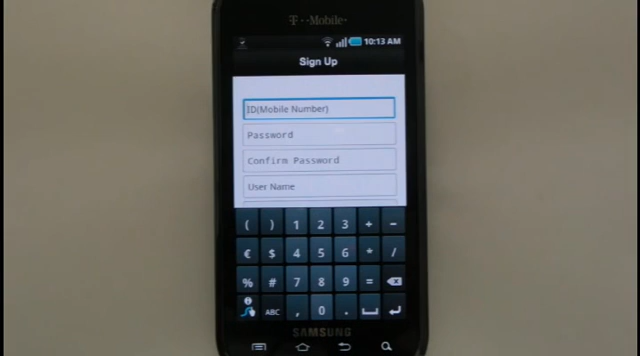 T··Mobile·
10:13 AM
Sign Up
ID(Mobile Number)
Password
Confirm Password
User Name
( ) 1 2 3 + -
€ $ 4 5 6 * /
% # 7 8 9 =
ABC , 0 .
SAMSUNG